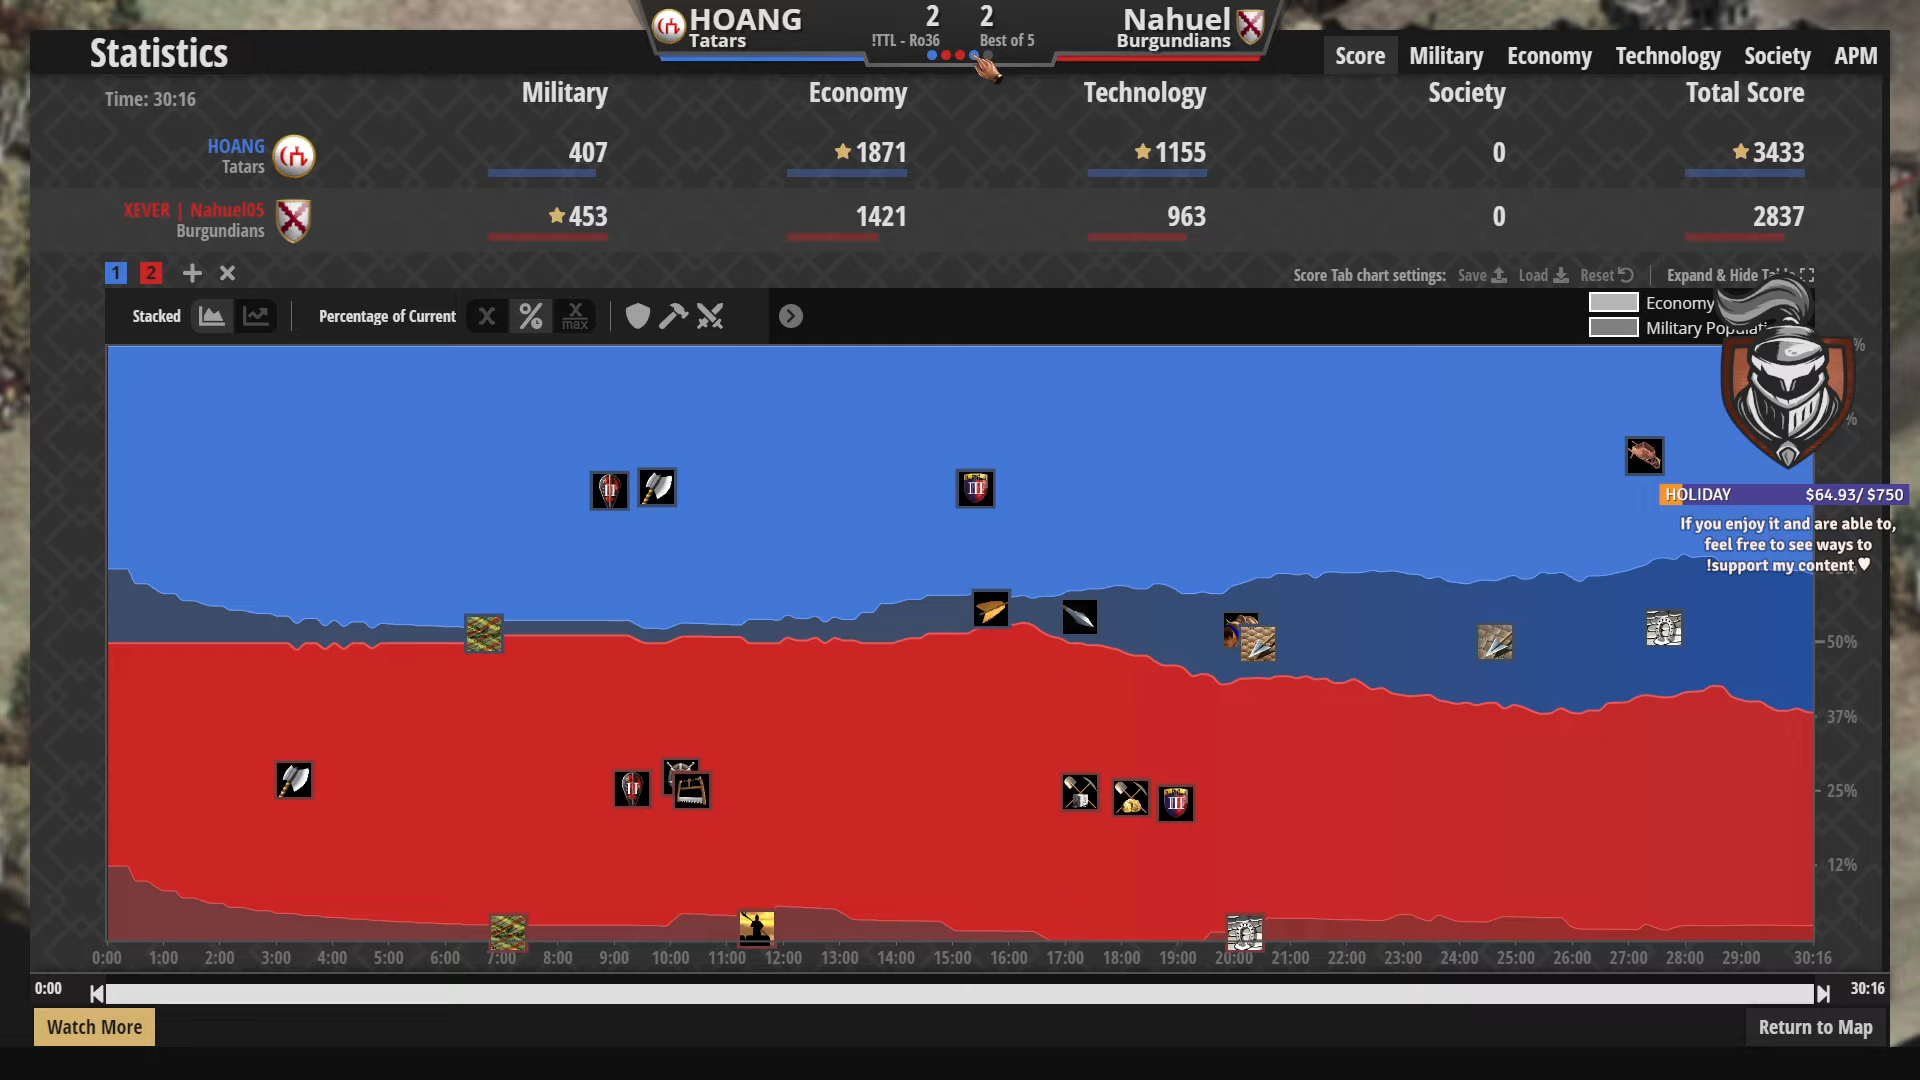 HOANG
Tatars
2 2
!TTL - Ro36
Best of 5
Nahuel
Burgundians
Statistics
Score Military Economy Technology Society APM
Time: 30:16
Military Economy Technology Society Total Score
HOANG
Tatars
407 1871 1155 0 3433
XEVER | Nahuel05
Burgundians
453 1421 963 0 2837
1 2
Score Tab chart settings: Save Load Reset
Expand & Hide
Stacked
Percentage of Current
X % x max
Economy
Military
%
%
HOLIDAY $64.93/ $750
If you enjoy it and are able to,
feel free to see ways to
!support my content ♥
50%
37%
25%
12%
0:00 1:00 2:00 3:00 4:00 5:00 6:00 7:00 8:00 9:00 10:00 11:00 12:00 13:00 14:00 15:00 16:00 17:00 18:00 19:00 20:00 21:00 22:00 23:00 24:00 25:00 26:00 27:00 28:00 29:00 30:16
0:00 30:16
Watch More
Return to Map